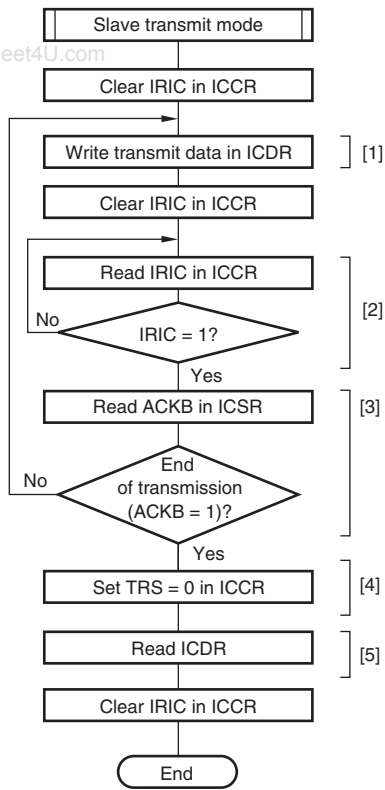 Slave transmit mode
eet4U.com
Clear IRIC in ICCR
Write transmit data in ICDR
[1]
Clear IRIC in ICCR
Read IRIC in ICCR
[2]
No
IRIC = 1?
Yes
Read ACKB in ICSR
[3]
No
End
of transmission
(ACKB = 1)?
Yes
Set TRS = 0 in ICCR
[4]
Read ICDR
[5]
Clear IRIC in ICCR
End